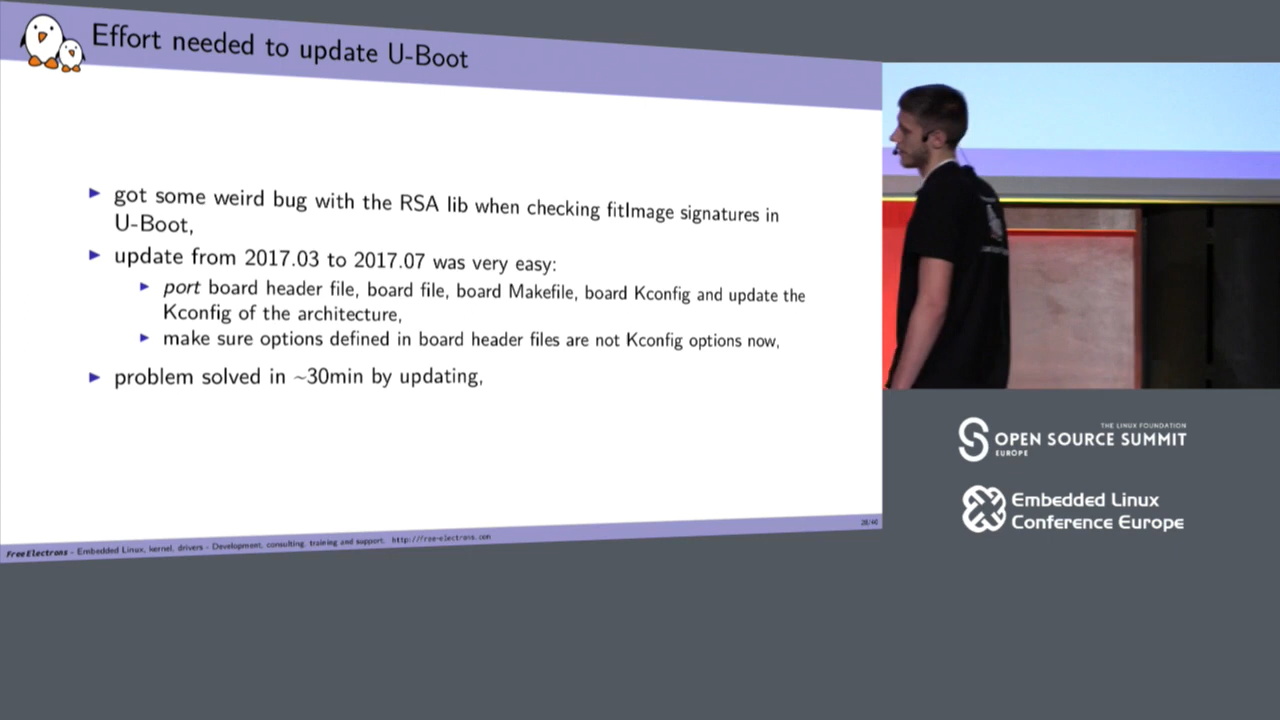 Effort needed to update U-Boot
got some weird bug with the RSA lib when checking fitImage signatures in
U-Boot,
update from 2017.03 to 2017.07 was very easy:
port board header file, board file, board Makefile, board Kconfig and update the
Kconfig of the architecture,
make sure options defined in board header files are not Kconfig options now,
problem solved in ~30min by updating,
Free Electrons - Embedded Linux, kernel, drivers - Development, consulting, training and support. http://free-electrons.com
THE LINUX FOUNDATION
OPEN SOURCE SUMMIT
EUROPE
Embedded Linux
Conference Europe